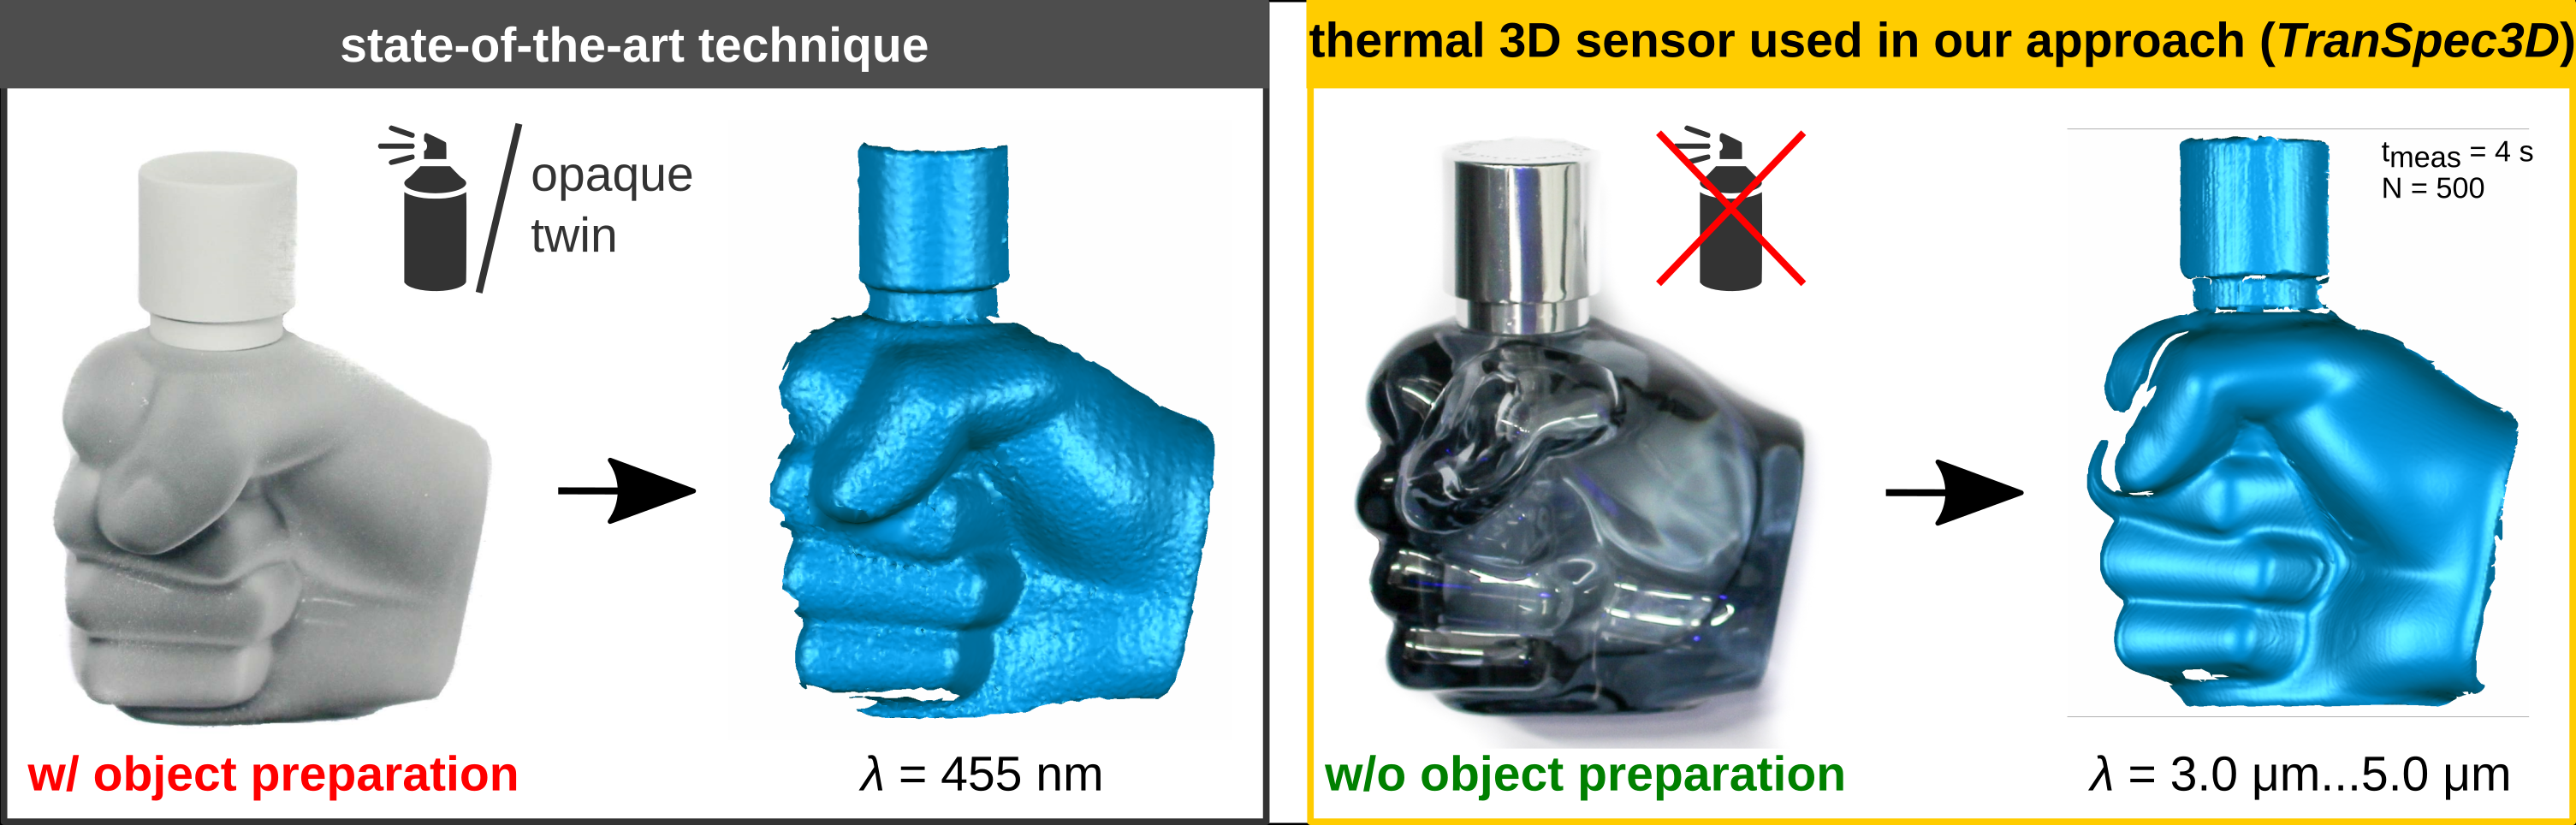 state-of-the-art technique
opaque
twin
w/ object preparation
λ = 455 nm
thermal 3D sensor used in our approach (TranSpec3D)
tmeas = 4 s
N = 500
w/o object preparation
λ = 3.0 µm...5.0 µm